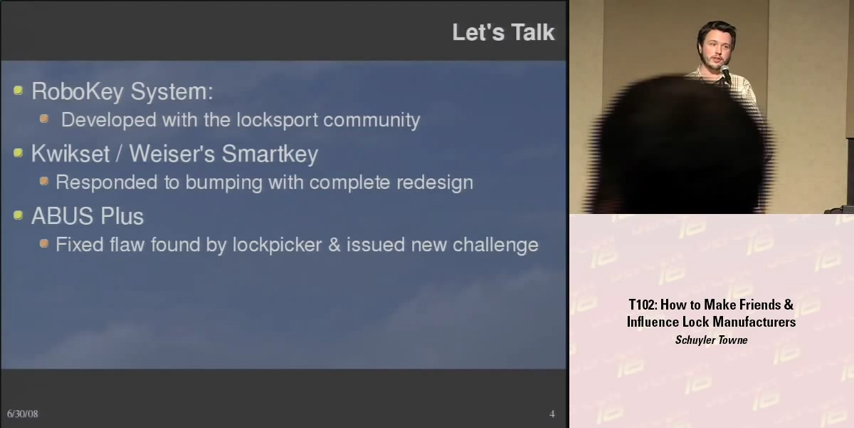 Let's Talk
RoboKey System:
Developed with the locksport community
Kwikset / Weiser's Smartkey
Responded to bumping with complete redesign
ABUS Plus
Fixed flaw found by lockpicker & issued new challenge
6/30/08
4
T102: How to Make Friends &
Influence Lock Manufacturers
Schuyler Towne